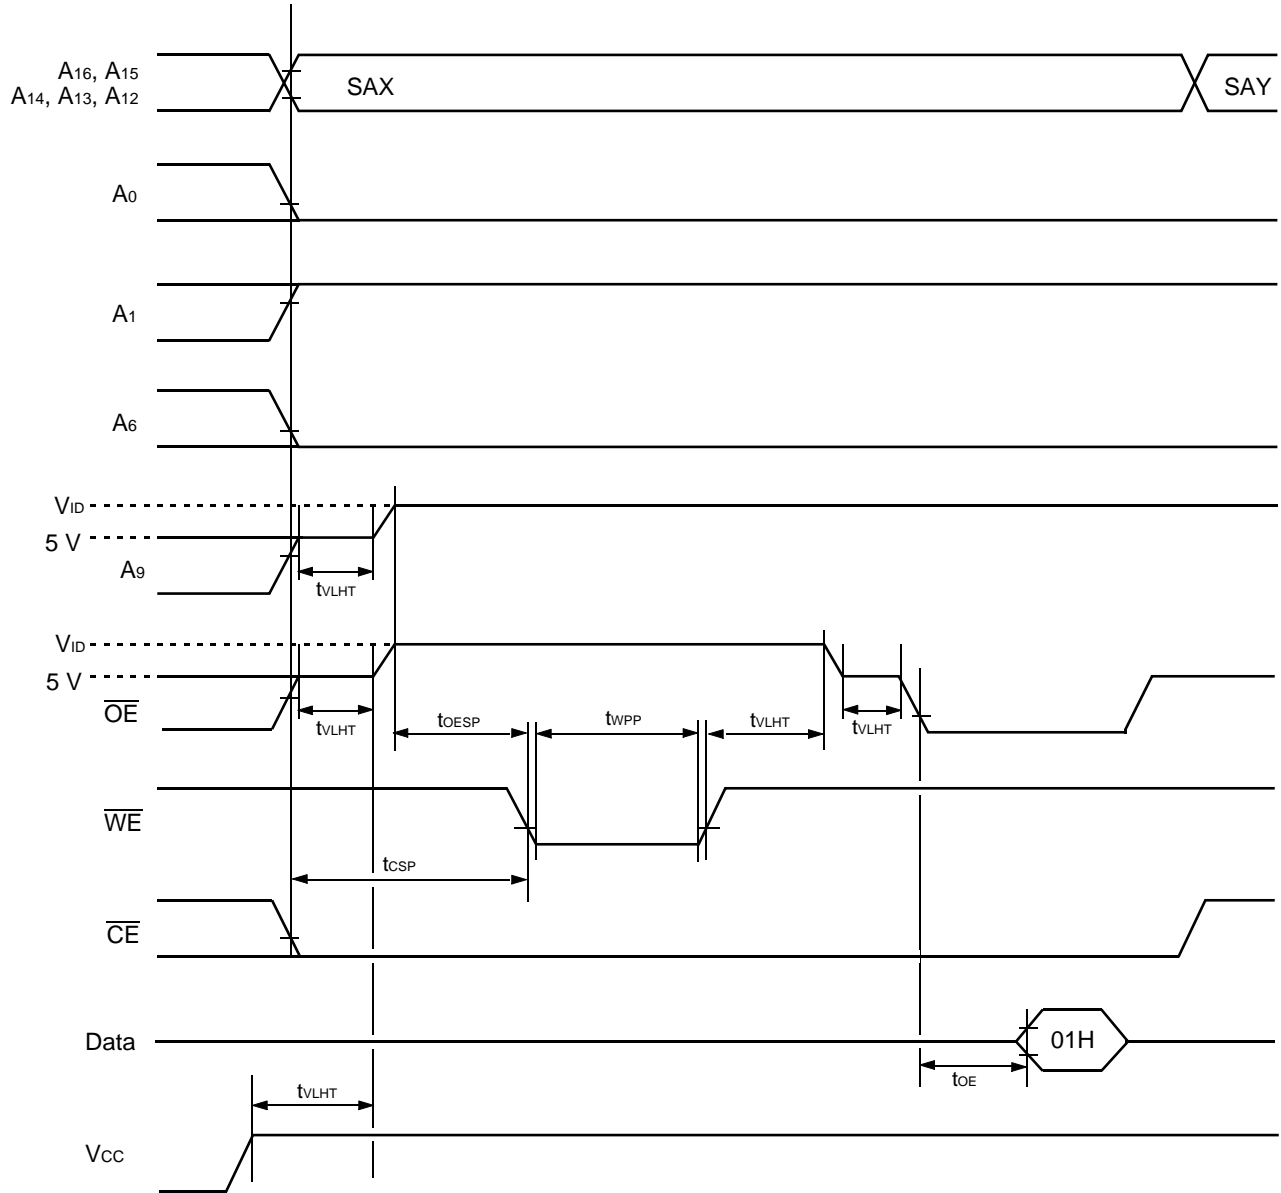 A16, A15
A14, A13, A12
SAX
SAY
A0
A1
A6
VID
5 V
A9
tVLHT
VID
5 V
OE
tVLHT
tOESP
tWPP
tVLHT
tVLHT
WE
tCSP
CE
Data
01H
tOE
tVLHT
VCC